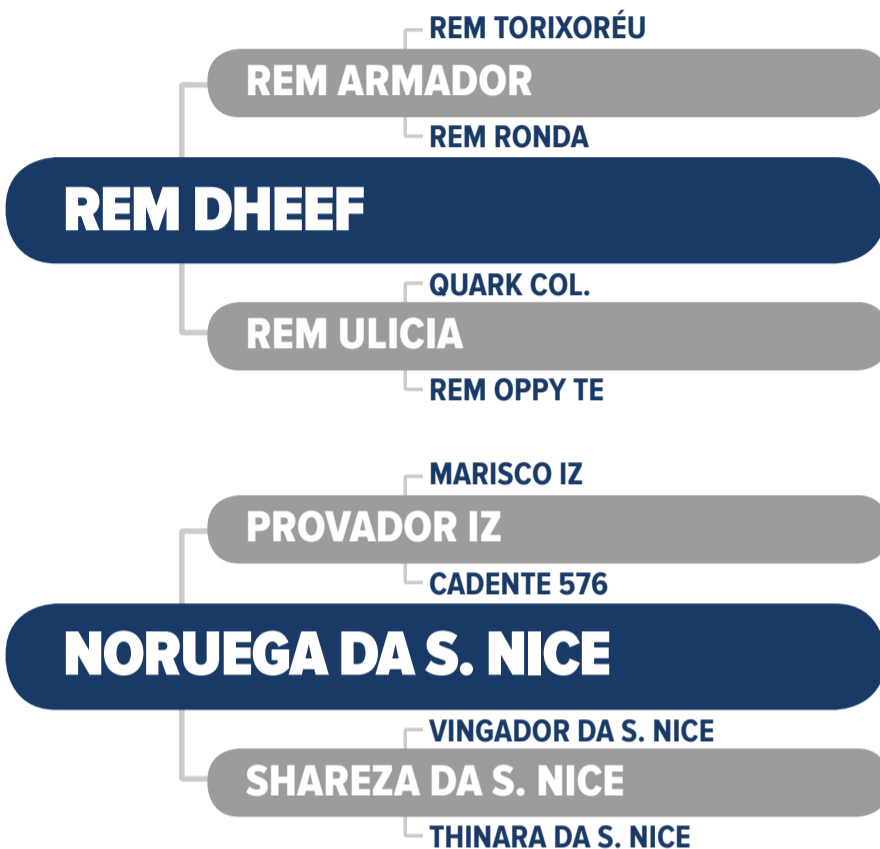 REM TORIXORÉU
REM ARMADOR
REM RONDA
REM DHEEF
QUARK COL.
REM ULICIA
REM OPPY TE
MARISCO IZ
PROVADOR IZ
CADENTE 576
NORUEGA DA S. NICE
VINGADOR DA S. NICE
SHAREZA DA S. NICE
THINARA DA S. NICE